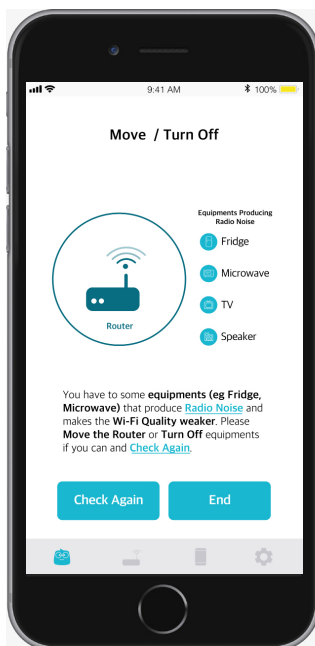 9:41 AM
100%
Move / Turn Off
Equipments Producing
Radio Noise
Fridge
Microwave
TV
Speaker
Router
You have to some equipments (eg Fridge,
Microwave) that produce Radio Noise and
makes the Wi-Fi Quality weaker. Please
Move the Router or Turn Off equipments
if you can and Check Again.
Check Again
End